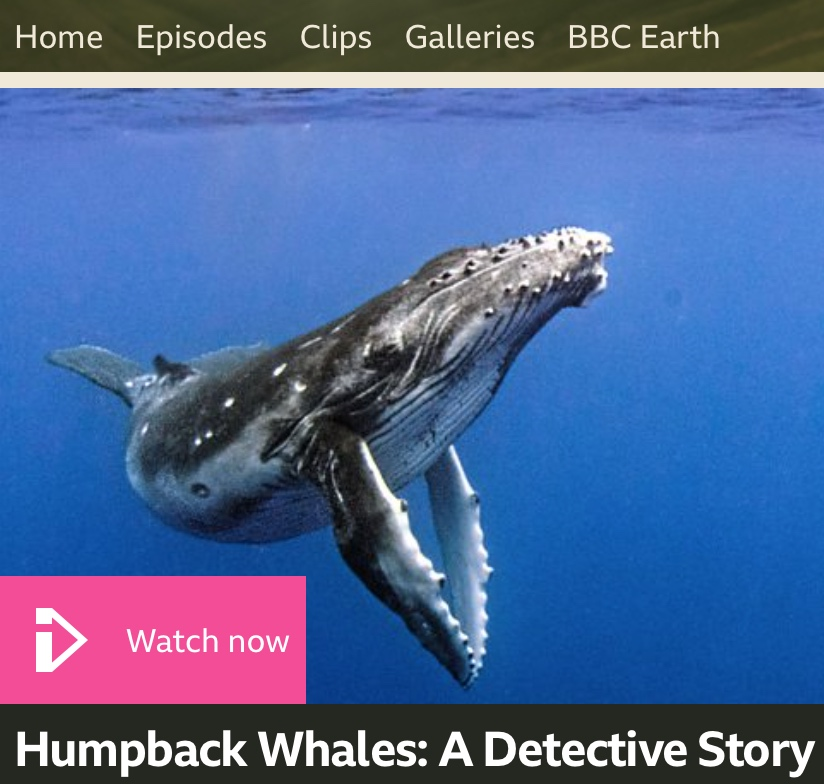 Home Episodes Clips Galleries BBC Earth
Watch now
Humpback Whales: A Detective Story